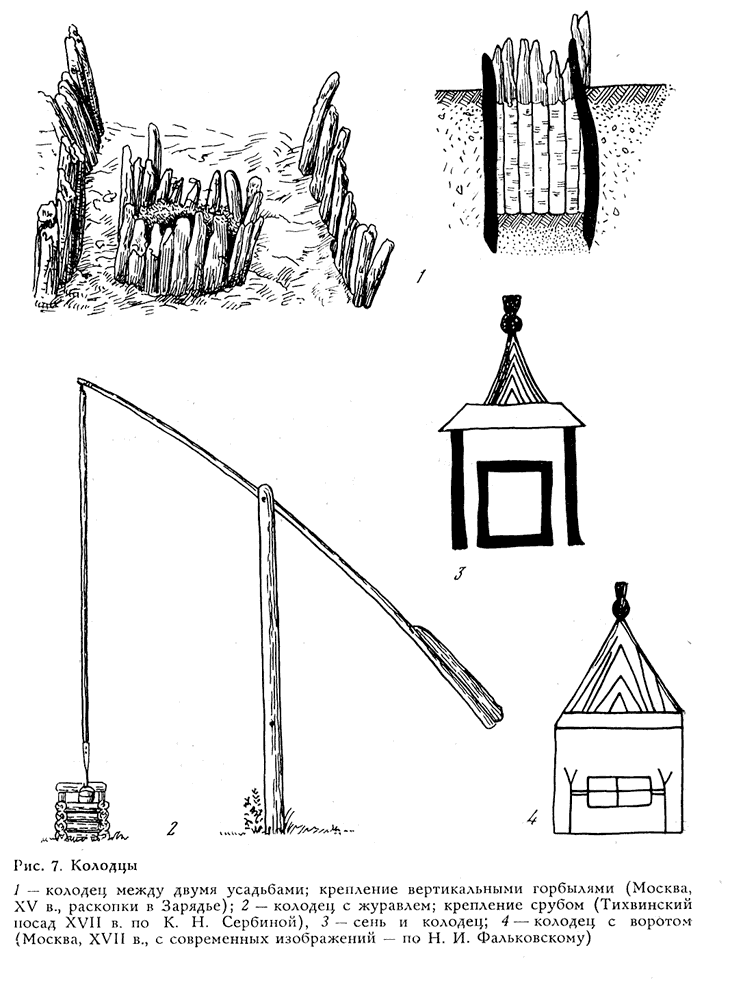 1
3
2
4
Рис. 7. Колодцы
1 — колодец между двумя усадьбами; крепление вертикальными горбылями (Москва,
XV в., раскопки в Зарядье); 2 — колодец с журавлем; крепление срубом (Тихвинский
посад XVII в. по К. Н. Сербиной), 3 — сень и колодец; 4 — колодец с воротом
(Москва, XVII в., с современных изображений — по Н. И. Фальковскому)